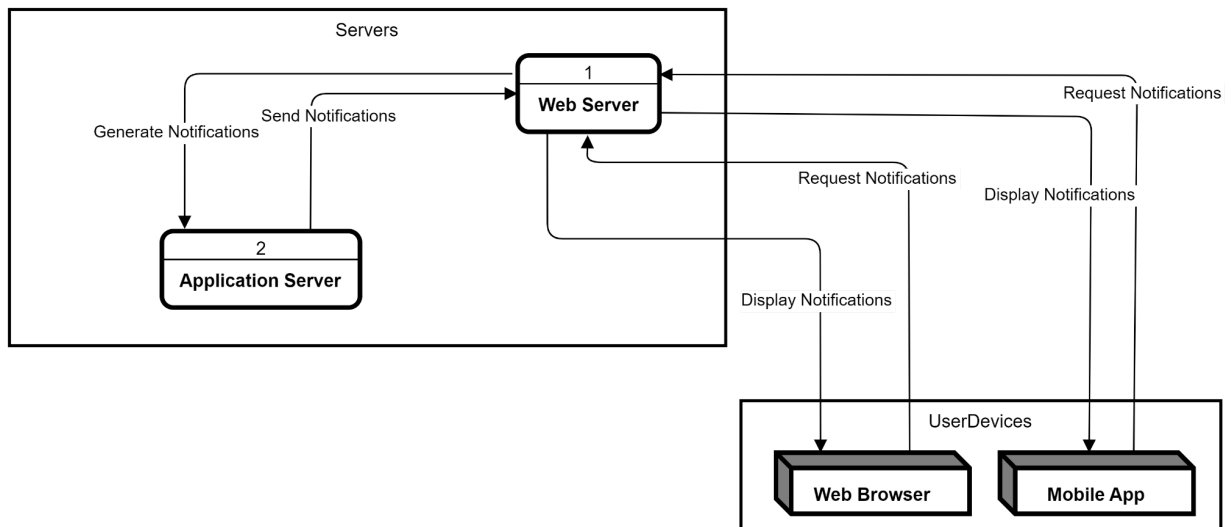 Servers
1
Web Server
Request Notifications
Send Notifications
Generate Notifications
Request Notifications
Display Notifications
2
Application Server
Display Notifications
UserDevices
Web Browser
Mobile App